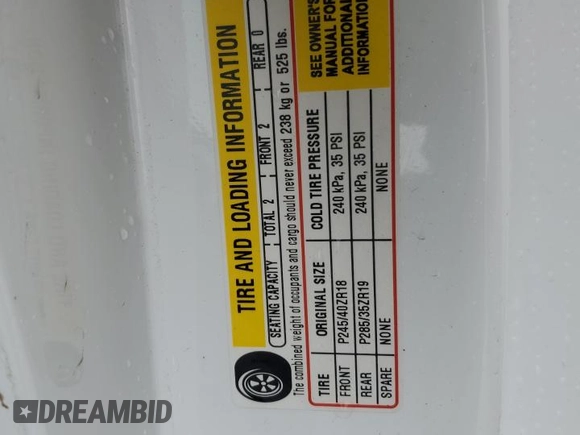 TIRE AND LOADING INFORMATION
SEATING CAPACITY : TOTAL 2 : FRONT 2 : REAR 0
The combined weight of occupants and cargo should never exceed 238 kg or 525 lbs.
TIRE ORIGINAL SIZE COLD TIRE PRESSURE
FRONT P245/40ZR18 240 kPa, 35 PSI
REAR P285/35ZR19 240 kPa, 35 PSI
SPARE NONE NONE
SEE OWNER'S
MANUAL FOR
ADDITIONAL
INFORMATION
DREAMBID